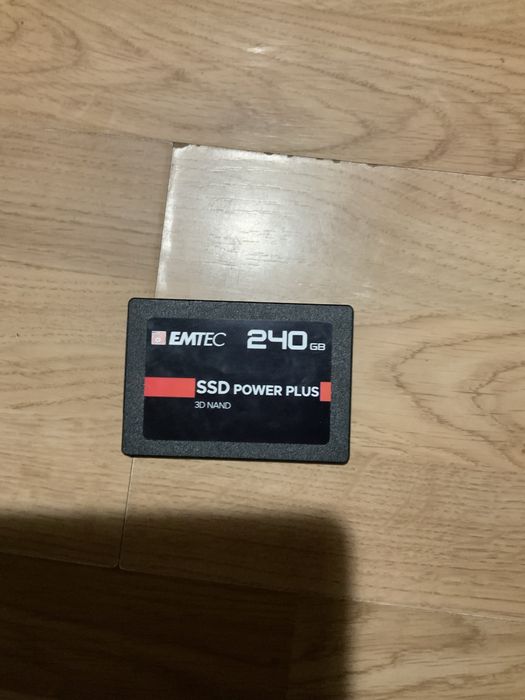 EMTEC 240 GB
SSD POWER PLUS
3D NAND